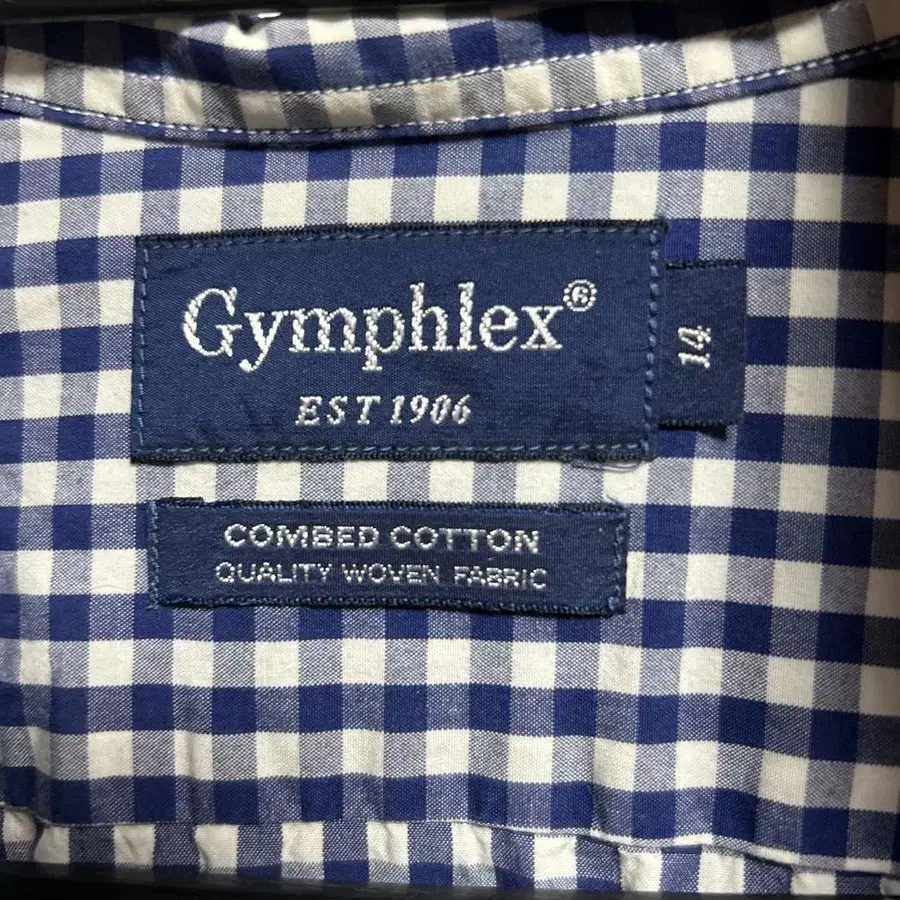 Gymphlex®
EST 1906
14
COMBED COTTON
QUALITY WOVEN FABRIC